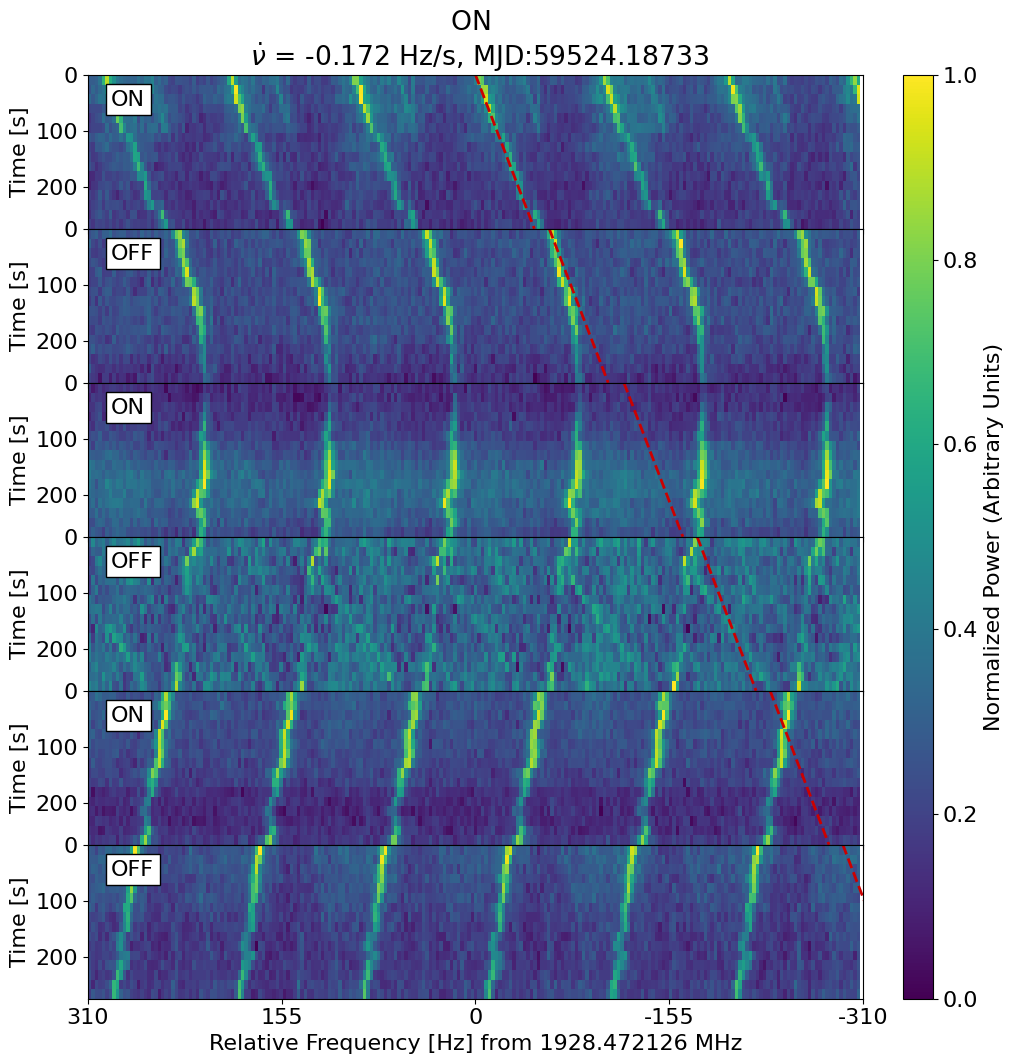 ON
ν̇ = -0.172 Hz/s, MJD:59524.18733
0
100
200
Time [s]
ON
0
100
200
Time [s]
OFF
0
100
200
Time [s]
ON
0
100
200
Time [s]
OFF
0
100
200
Time [s]
ON
0
100
200
Time [s]
OFF
310 155 0 -155 -310
Relative Frequency [Hz] from 1928.472126 MHz
1.0
0.8
0.6
0.4
0.2
0.0
Normalized Power (Arbitrary Units)